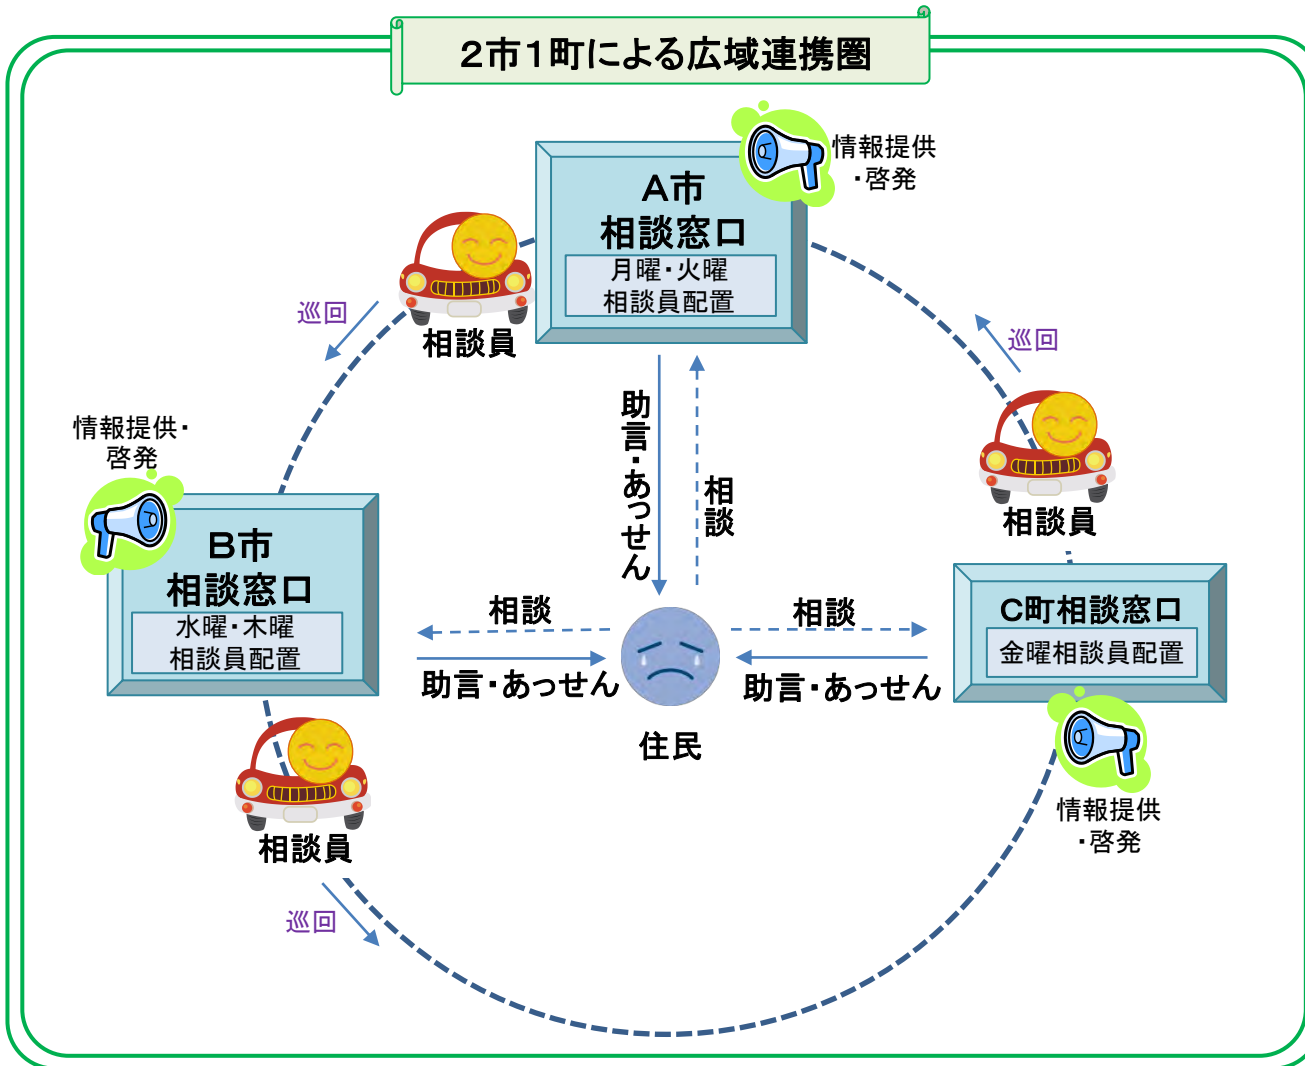 2市1町による広域連携圏
情報提供
・啓発
A市
相談窓口
月曜・火曜
相談員配置
相談員
巡回
巡回
相談員
情報提供・
啓発
B市
相談窓口
水曜・木曜
相談員配置
助言・あっせん
相談
相談
助言・あっせん
相談
助言・あっせん
住民
C町相談窓口
金曜相談員配置
情報提供
・啓発
相談員
巡回